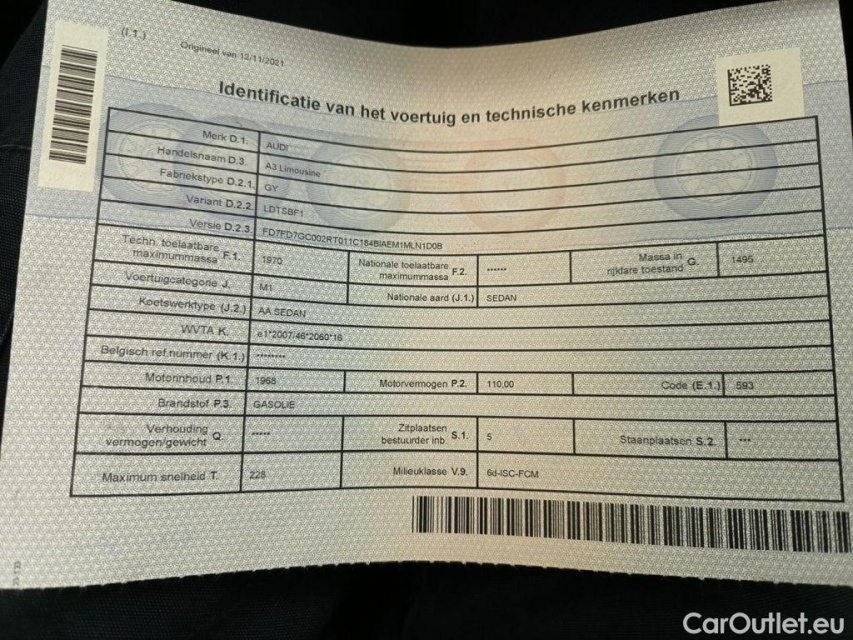 (I.1.)
Origineel van 12/11/2021
Identificatie van het voertuig en technische kenmerken
Merk D.1. AUDI
Handelsnaam D.3. A3 Limousine
Fabriekstype D.2.1. GY
Variant D.2.2. LDTSBF1
Versie D.2.3. FD7FD7GC002RT011C184BIAEM1MLN1D0B
Techn. toelaatbare maximummassa F.1. 1970 Nationale toelaatbare maximummassa F.2. ****** Massa in rijklare toestand G. 1495
Voertuigcategorie J. M1 Nationale aard (J.1.) SEDAN
Koetswerktype (J.2.) AA SEDAN
WVTA K. e1*2007/46*2060*16
Belgisch ref.nummer (K.1.) ********
Motorinhoud P.1. 1968 Motorvermogen P.2. 110,00 Code (E.1.) 593
Brandstof P.3. GASOLIE
Verhouding vermogen/gewicht Q. ***** Zitplaatsen bestuurder inb. S.1. 5 Staanplaatsen S.2. ***
Maximum snelheid T. 228 Milieuklasse V.9. 6d-ISC-FCM
CarOutlet.eu